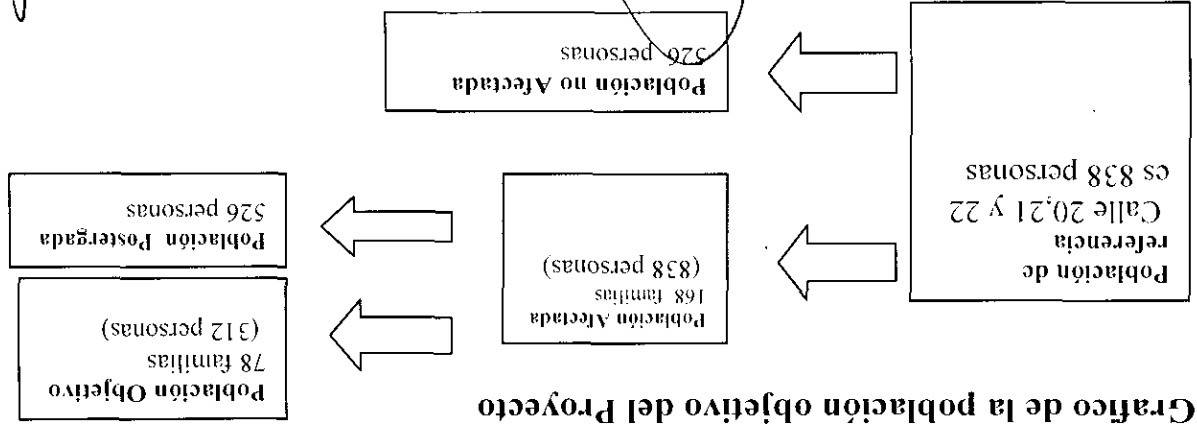 Grafico de la población objetivo del Proyecto
Población de
referencia
Calle 20,21 y 22
es 838 personas
Población Afectada
168 familias
(838 personas)
Población Objetivo
78 familias
(312 personas)
Población Postergada
526 personas
Población no Afectada
526 personas